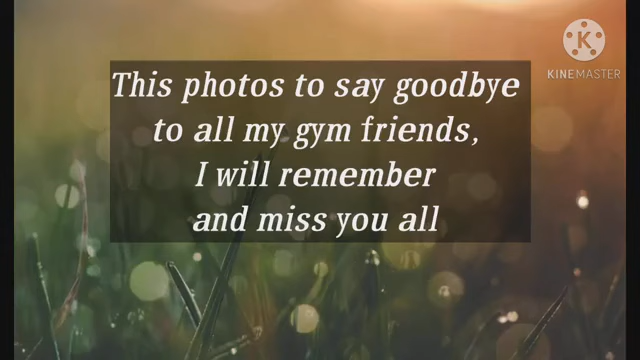 KINEMASTER
This photos to say goodbye
to all my gym friends,
I will remember
and miss you all